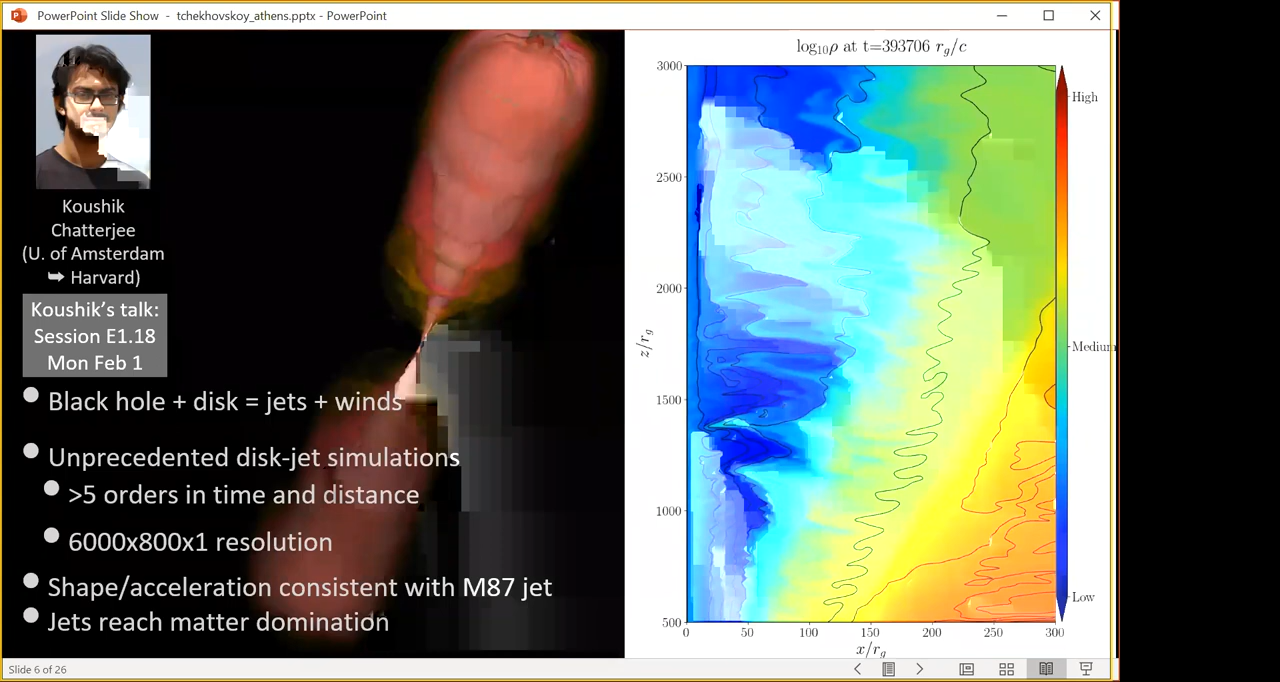 PowerPoint Slide Show - tchekhovskoy_athens.pptx - PowerPoint
Koushik
Chatterjee
(U. of Amsterdam
➥ Harvard)
Koushik's talk:
Session E1.18
Mon Feb 1
• Black hole + disk = jets + winds
• Unprecedented disk-jet simulations
• >5 orders in time and distance
• 6000x800x1 resolution
• Shape/acceleration consistent with M87 jet
• Jets reach matter domination
log₁₀ρ at t=393706 r_g/c
3000
2500
2000
1500
1000
500
z/r_g
0 50 100 150 200 250 300
x/r_g
High
Medium
Low
Slide 6 of 26